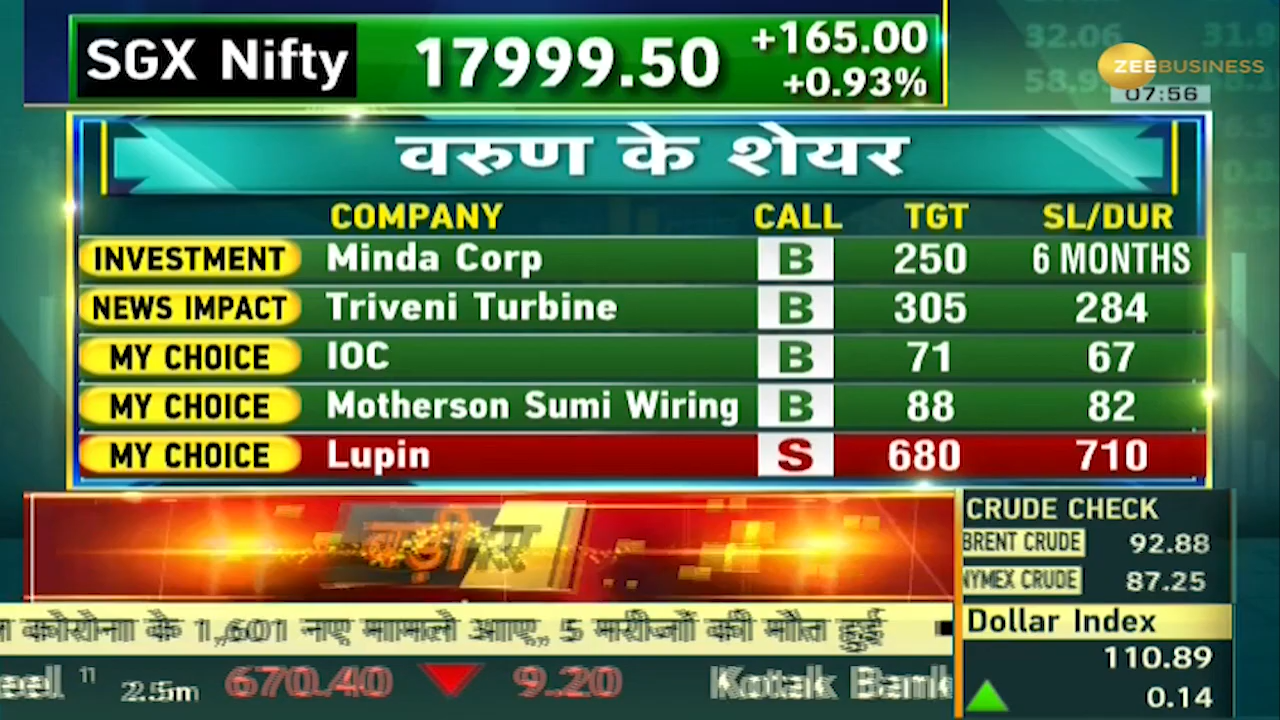 SGX Nifty 17999.50 +165.00
+0.93%
ZEEBUSINESS
07:56
वरुण के शेयर
COMPANY CALL TGT SL/DUR
INVESTMENT Minda Corp B 250 6 MONTHS
NEWS IMPACT Triveni Turbine B 305 284
MY CHOICE IOC B 71 67
MY CHOICE Motherson Sumi Wiring B 88 82
MY CHOICE Lupin S 680 710
CRUDE CHECK
BRENT CRUDE 92.88
NYMEX CRUDE 87.25
Dollar Index
110.89
0.14
कोरोना के 1,601 नए मामले आए, 5 मरीजों की मौत हुई
eel 11 2.5m 670.40 9.20 Kotak Bank